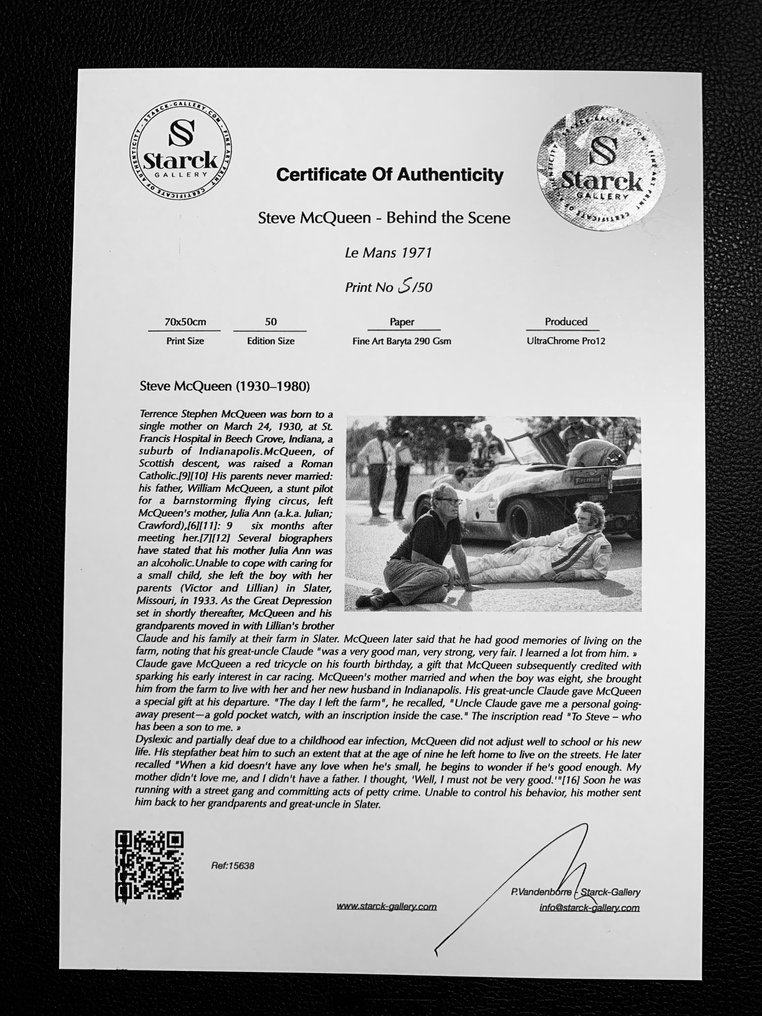 STARCK-GALLERY.COM - FINE ART PRINT - CERTIFICATE OF AUTHENTICITY
S
Starck
GALLERY
STARCK-GALLERY.COM - FINE ART PRINT - CERTIFICATE OF AUTHENTICITY
S
Starck
GALLERY
Certificate Of Authenticity
Steve McQueen - Behind the Scene
Le Mans 1971
Print No 5/50
70x50cm 50 Paper Produced
Print Size Edition Size Fine Art Baryta 290 Gsm UltraChrome Pro12
Steve McQueen (1930–1980)
Terrence Stephen McQueen was born to a
single mother on March 24, 1930, at St.
Francis Hospital in Beech Grove, Indiana, a
suburb of Indianapolis.McQueen, of
Scottish descent, was raised a Roman
Catholic.[9][10] His parents never married:
his father, William McQueen, a stunt pilot
for a barnstorming flying circus, left
McQueen's mother, Julia Ann (a.k.a. Julian;
Crawford),[6][11]: 9 six months after
meeting her.[7][12] Several biographers
have stated that his mother Julia Ann was
an alcoholic.Unable to cope with caring for
a small child, she left the boy with her
parents (Victor and Lillian) in Slater,
Missouri, in 1933. As the Great Depression
set in shortly thereafter, McQueen and his
grandparents moved in with Lillian's brother
Claude and his family at their farm in Slater. McQueen later said that he had good memories of living on the
farm, noting that his great-uncle Claude "was a very good man, very strong, very fair. I learned a lot from him. »
Claude gave McQueen a red tricycle on his fourth birthday, a gift that McQueen subsequently credited with
sparking his early interest in car racing. McQueen's mother married and when the boy was eight, she brought
him from the farm to live with her and her new husband in Indianapolis. His great-uncle Claude gave McQueen
a special gift at his departure. "The day I left the farm", he recalled, "Uncle Claude gave me a personal going-
away present—a gold pocket watch, with an inscription inside the case." The inscription read "To Steve – who
has been a son to me. »
Dyslexic and partially deaf due to a childhood ear infection, McQueen did not adjust well to school or his new
life. His stepfather beat him to such an extent that at the age of nine he left home to live on the streets. He later
recalled "When a kid doesn't have any love when he's small, he begins to wonder if he's good enough. My
mother didn't love me, and I didn't have a father. I thought, 'Well, I must not be very good.'"[16] Soon he was
running with a street gang and committing acts of petty crime. Unable to control his behavior, his mother sent
him back to her grandparents and great-uncle in Slater.
Ref:15638
P.Vandenborre - Starck-Gallery
www.starck-gallery.com info@starck-gallery.com